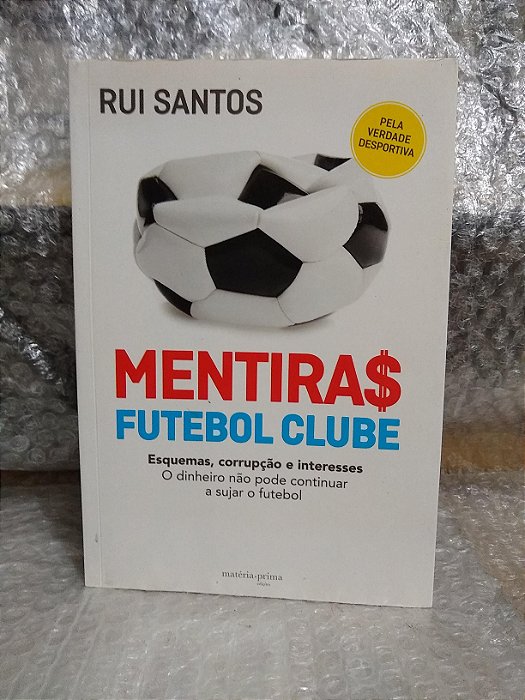 RUI SANTOS
PELA
VERDADE
DESPORTIVA
MENTIRA$
FUTEBOL CLUBE
Esquemas, corrupção e interesses
O dinheiro não pode continuar
a sujar o futebol
matéria-prima
edições